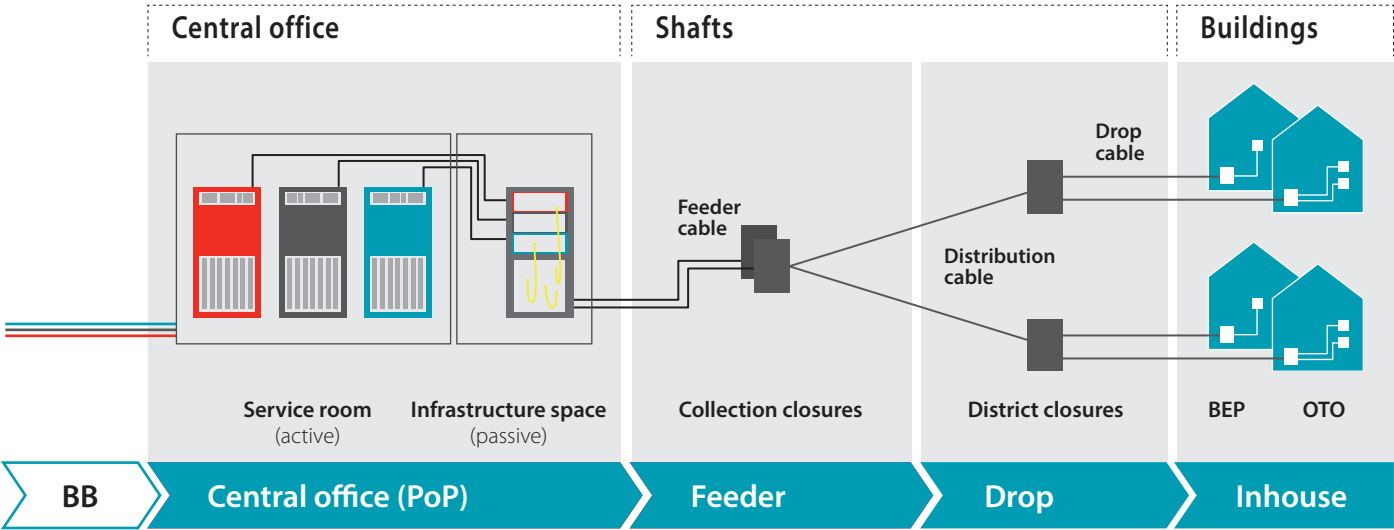 Central office
Shafts
Buildings
Drop
cable
Feeder
cable
Distribution
cable
Service room
(active)
Infrastructure space
(passive)
Collection closures
District closures
BEP
OTO
BB
Central office (PoP)
Feeder
Drop
Inhouse